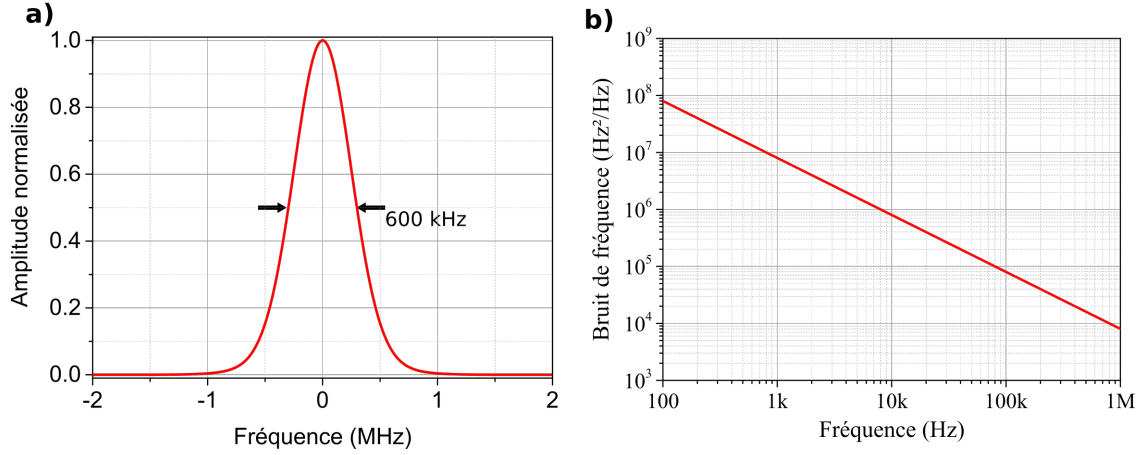 a)
Amplitude normalisée
1.0
0.8
0.6
0.4
0.2
0.0
600 kHz
-2
-1
0
1
2
Fréquence (MHz)
b)
Bruit de fréquence (Hz²/Hz)
10⁹
10⁸
10⁷
10⁶
10⁵
10⁴
10³
100
1k
10k
100k
1M
Fréquence (Hz)